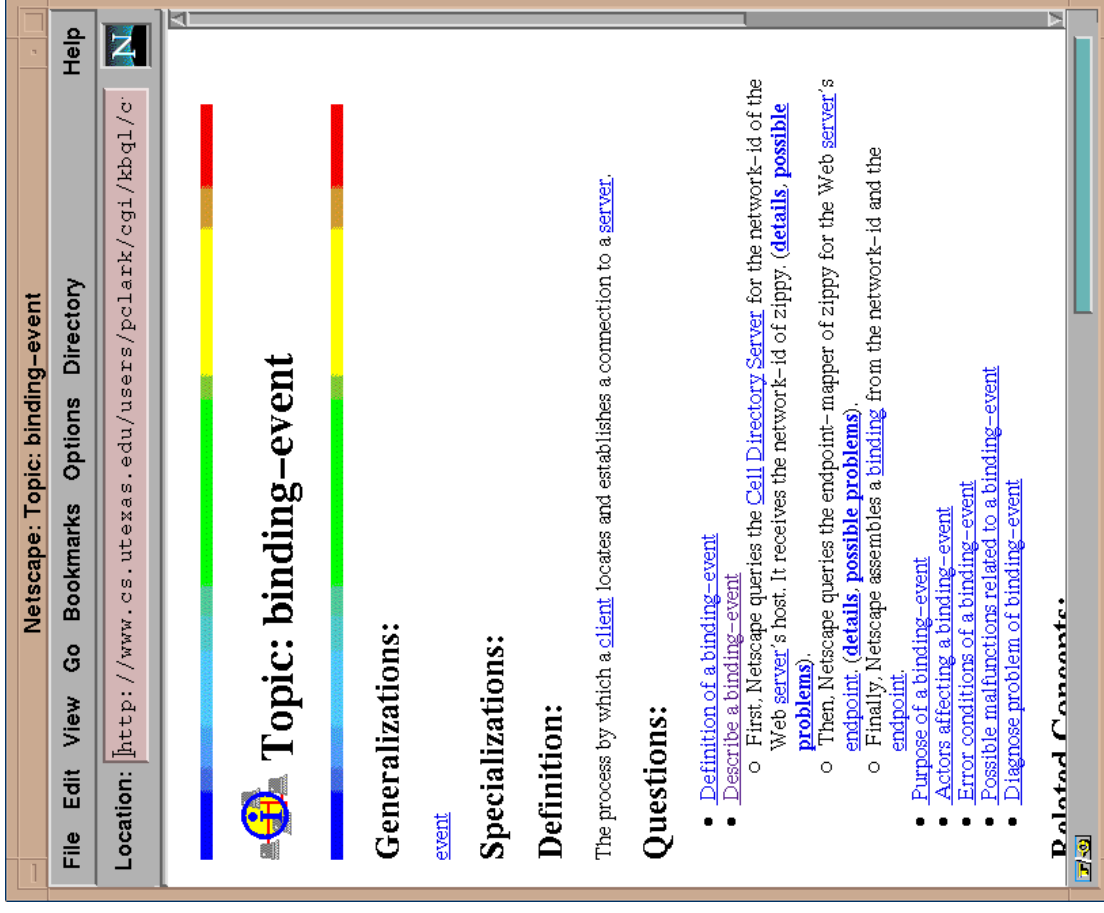 Netscape: Topic: binding-event
File Edit View Go Bookmarks Options Directory Help
Location: http://www.cs.utexas.edu/users/pclark/cgi/kbql/c
N
i
Topic: binding-event
Generalizations:
event
Specializations:
Definition:
The process by which a client locates and establishes a connection to a server.
Questions:
• Definition of a binding-event
• Describe a binding-event
o First, Netscape queries the Cell Directory Server for the network-id of the
Web server's host. It receives the network-id of zippy. (details, possible
problems).
o Then, Netscape queries the endpoint-mapper of zippy for the Web server's
endpoint. (details, possible problems).
o Finally, Netscape assembles a binding from the network-id and the
endpoint.
• Purpose of a binding-event
• Actors affecting a binding-event
• Error conditions of a binding-event
• Possible malfunctions related to a binding-event
• Diagnose problem of binding-event
Related Concepts: